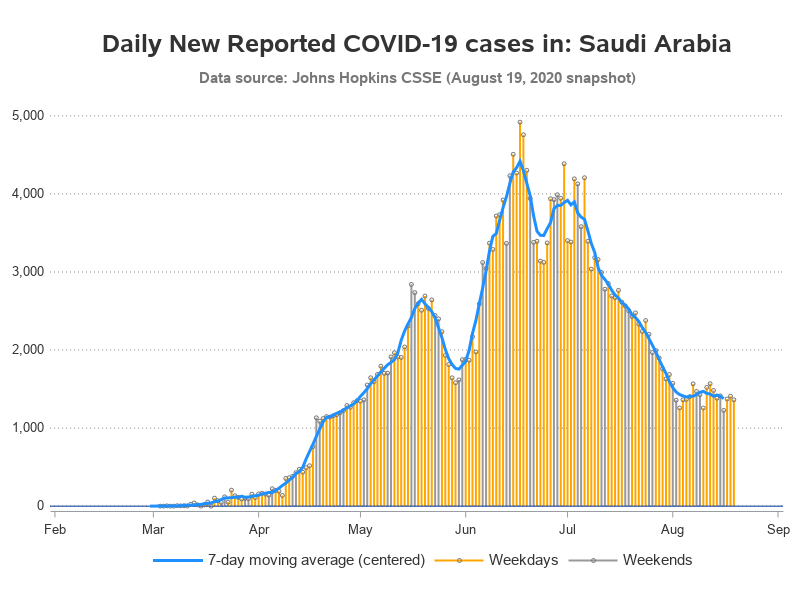 Daily New Reported COVID-19 cases in: Saudi Arabia
Data source: Johns Hopkins CSSE (August 19, 2020 snapshot)
5,000
4,000
3,000
2,000
1,000
0
Feb Mar Apr May Jun Jul Aug Sep
7-day moving average (centered) Weekdays Weekends